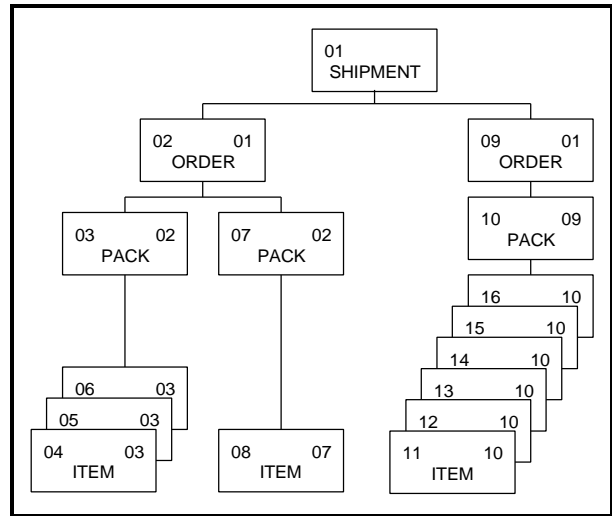 01
SHIPMENT
02 01
ORDER
09 01
ORDER
03 02
PACK
07 02
PACK
10 09
PACK
16 10
15 10
14 10
13 10
12 10
11 10
ITEM
06 03
05 03
04 03
ITEM
08 07
ITEM